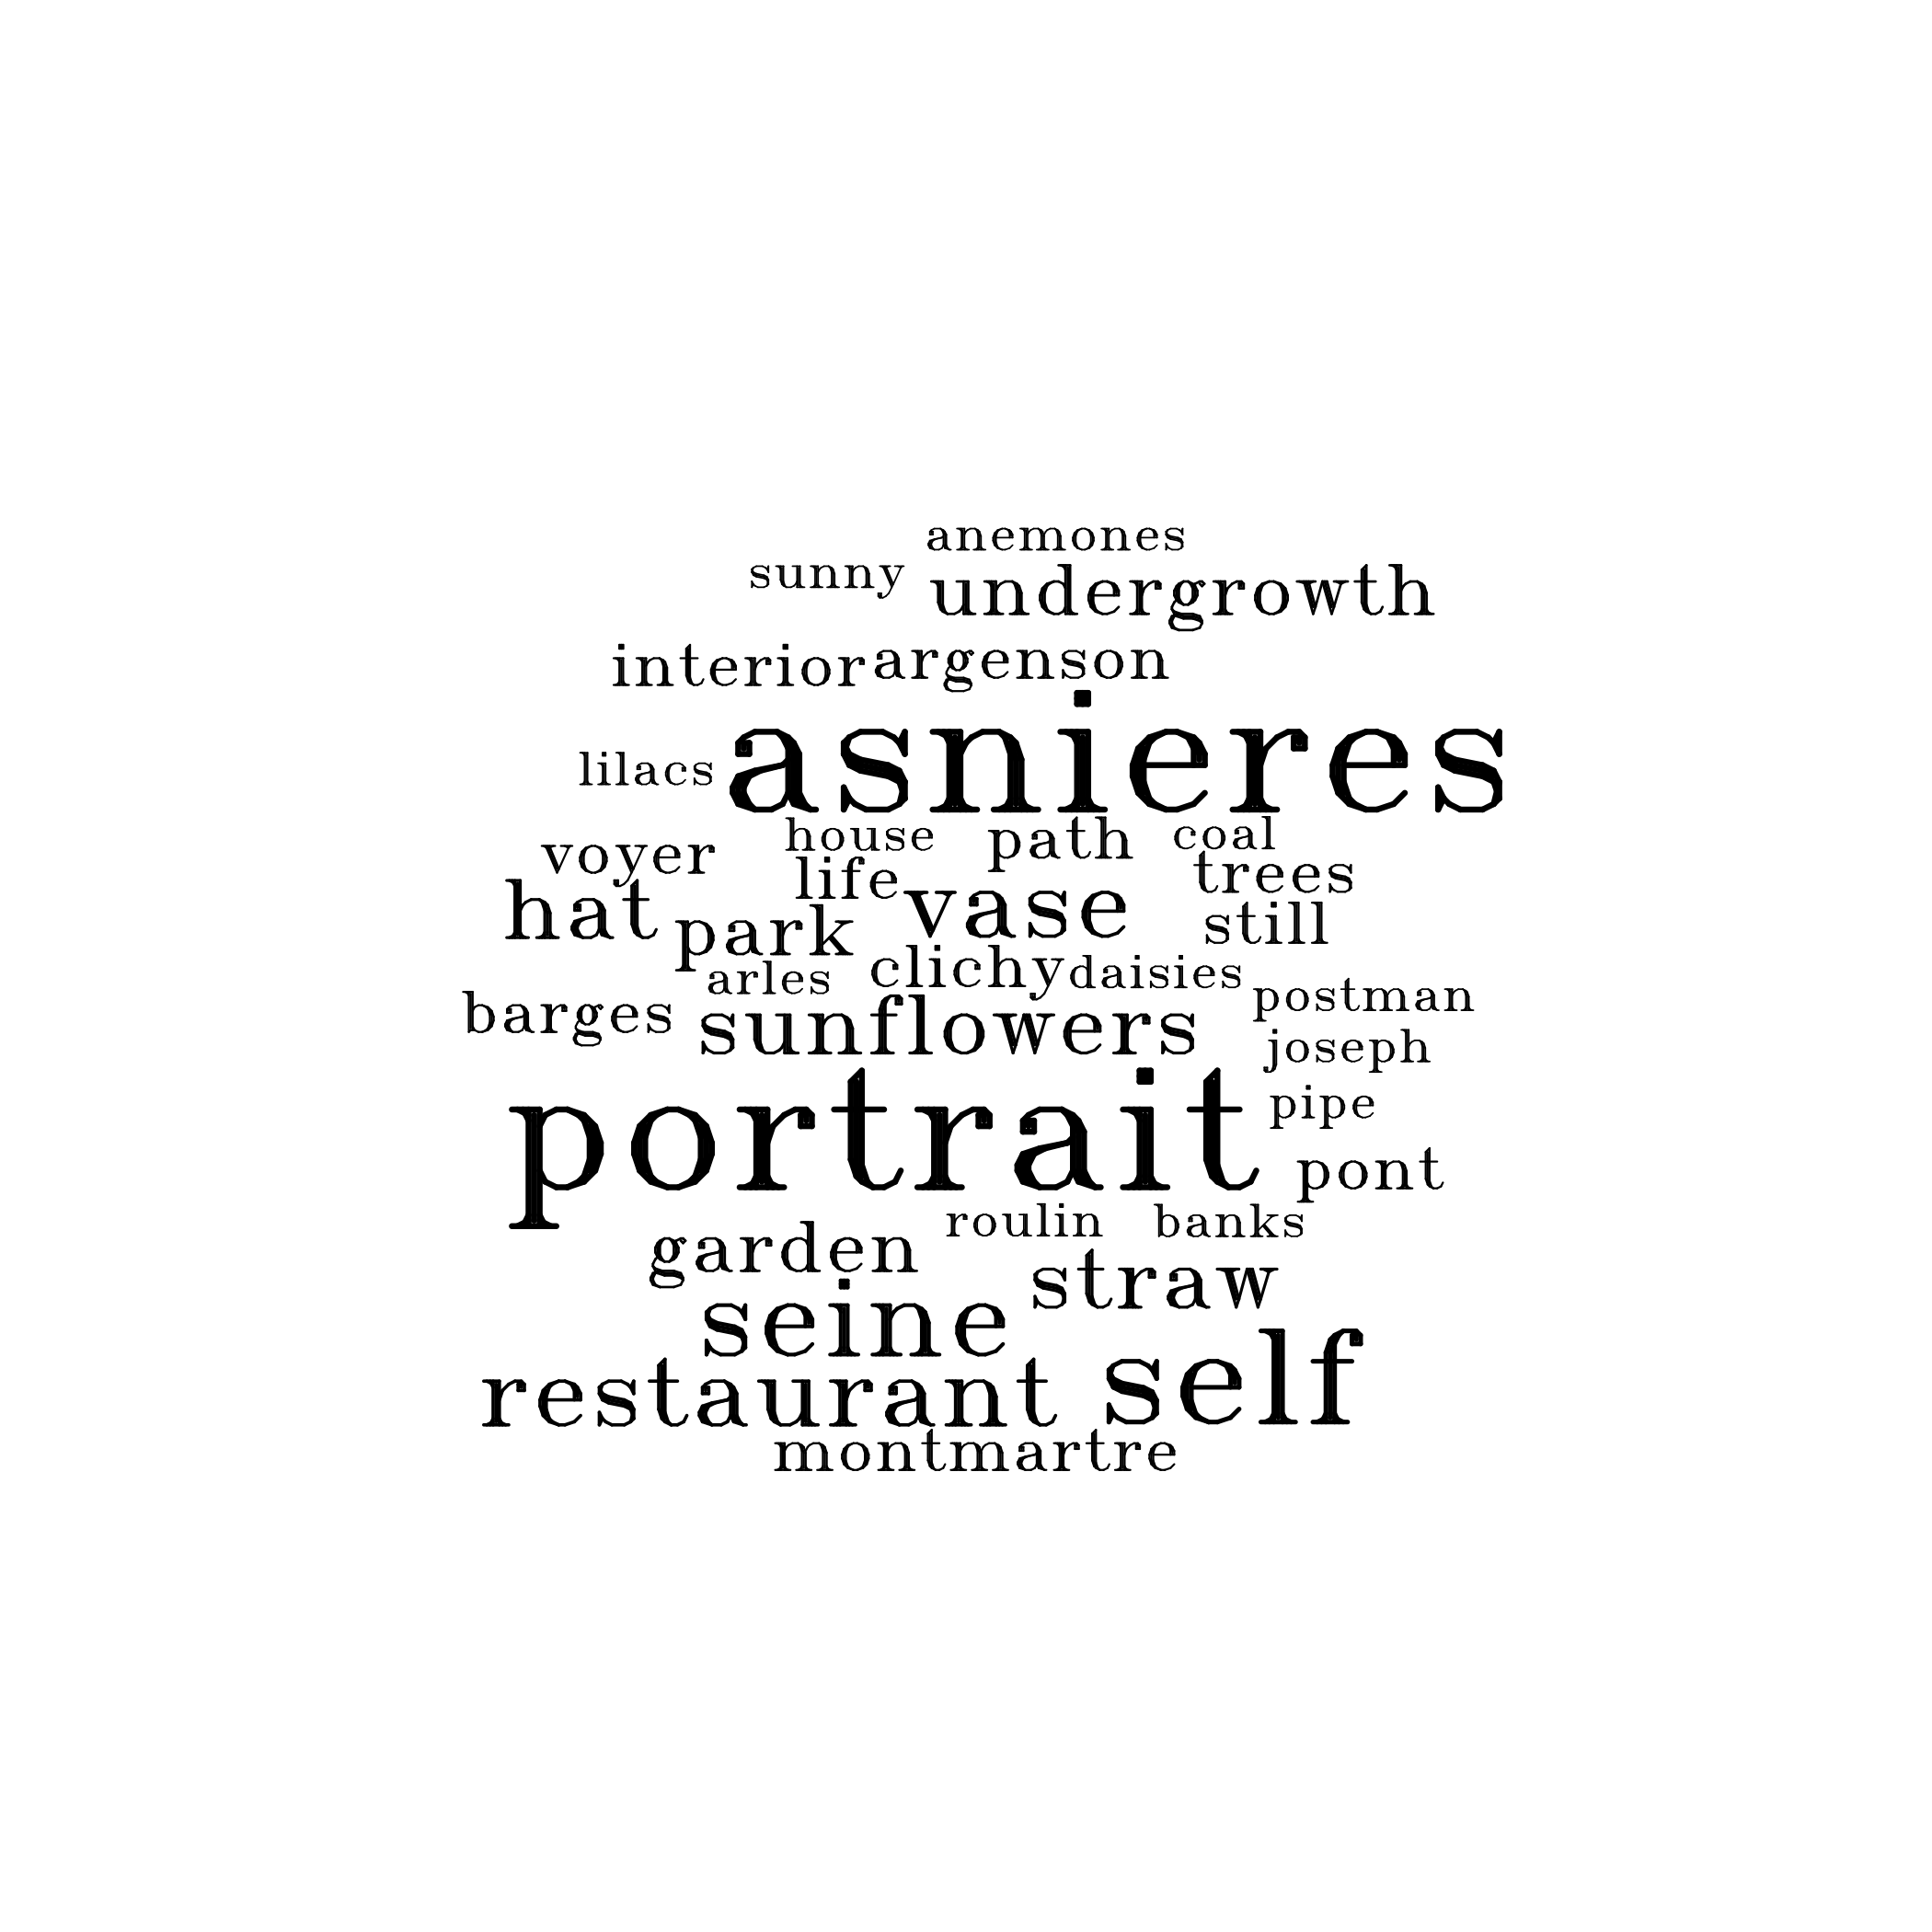 anemones
sunny undergrowth
interior argenson
asnieres
lilacs
house path coal
voyer life trees
hat park vase still
arles clichy daisies
barges sunflowers postman
joseph
portrait pipe
pont
roulin banks
garden straw
seine
restaurant self
montmartre